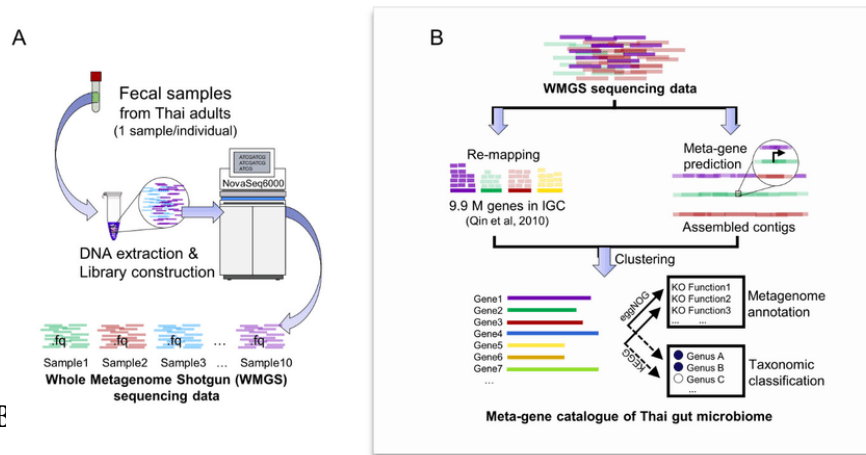 A
Fecal samples
from Thai adults
(1 sample/individual)
ATCGATCG
ATCGATCG
ATCG
NovaSeq6000
DNA extraction &
Library construction
.fq .fq .fq .fq
Sample1 Sample2 Sample3 ... Sample10
Whole Metagenome Shotgun (WMGS)
sequencing data
B
WMGS sequencing data
Re-mapping
9.9 M genes in IGC
(Qin et al, 2010)
Meta-gene
prediction
Assembled contigs
Clustering
Gene1
Gene2
Gene3
Gene4
Gene5
Gene6
Gene7
...
eggNOG
KEGG
KO Function1
KO Function2
KO Function3
... ...
Metagenome
annotation
Genus A
Genus B
Genus C
...
Taxonomic
classification
Meta-gene catalogue of Thai gut microbiome